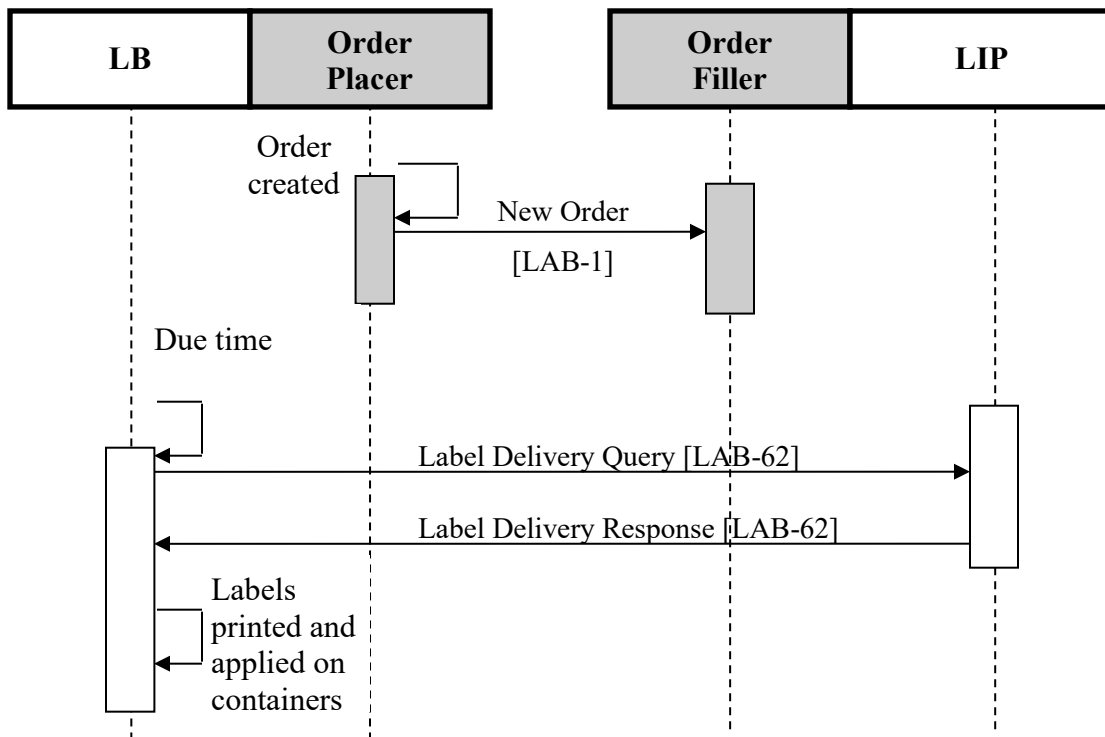 LB
Order
Placer
Order
Filler
LIP
Order
created
New Order
[LAB-1]
Due time
Label Delivery Query [LAB-62]
Label Delivery Response [LAB-62]
Labels
printed and
applied on
containers